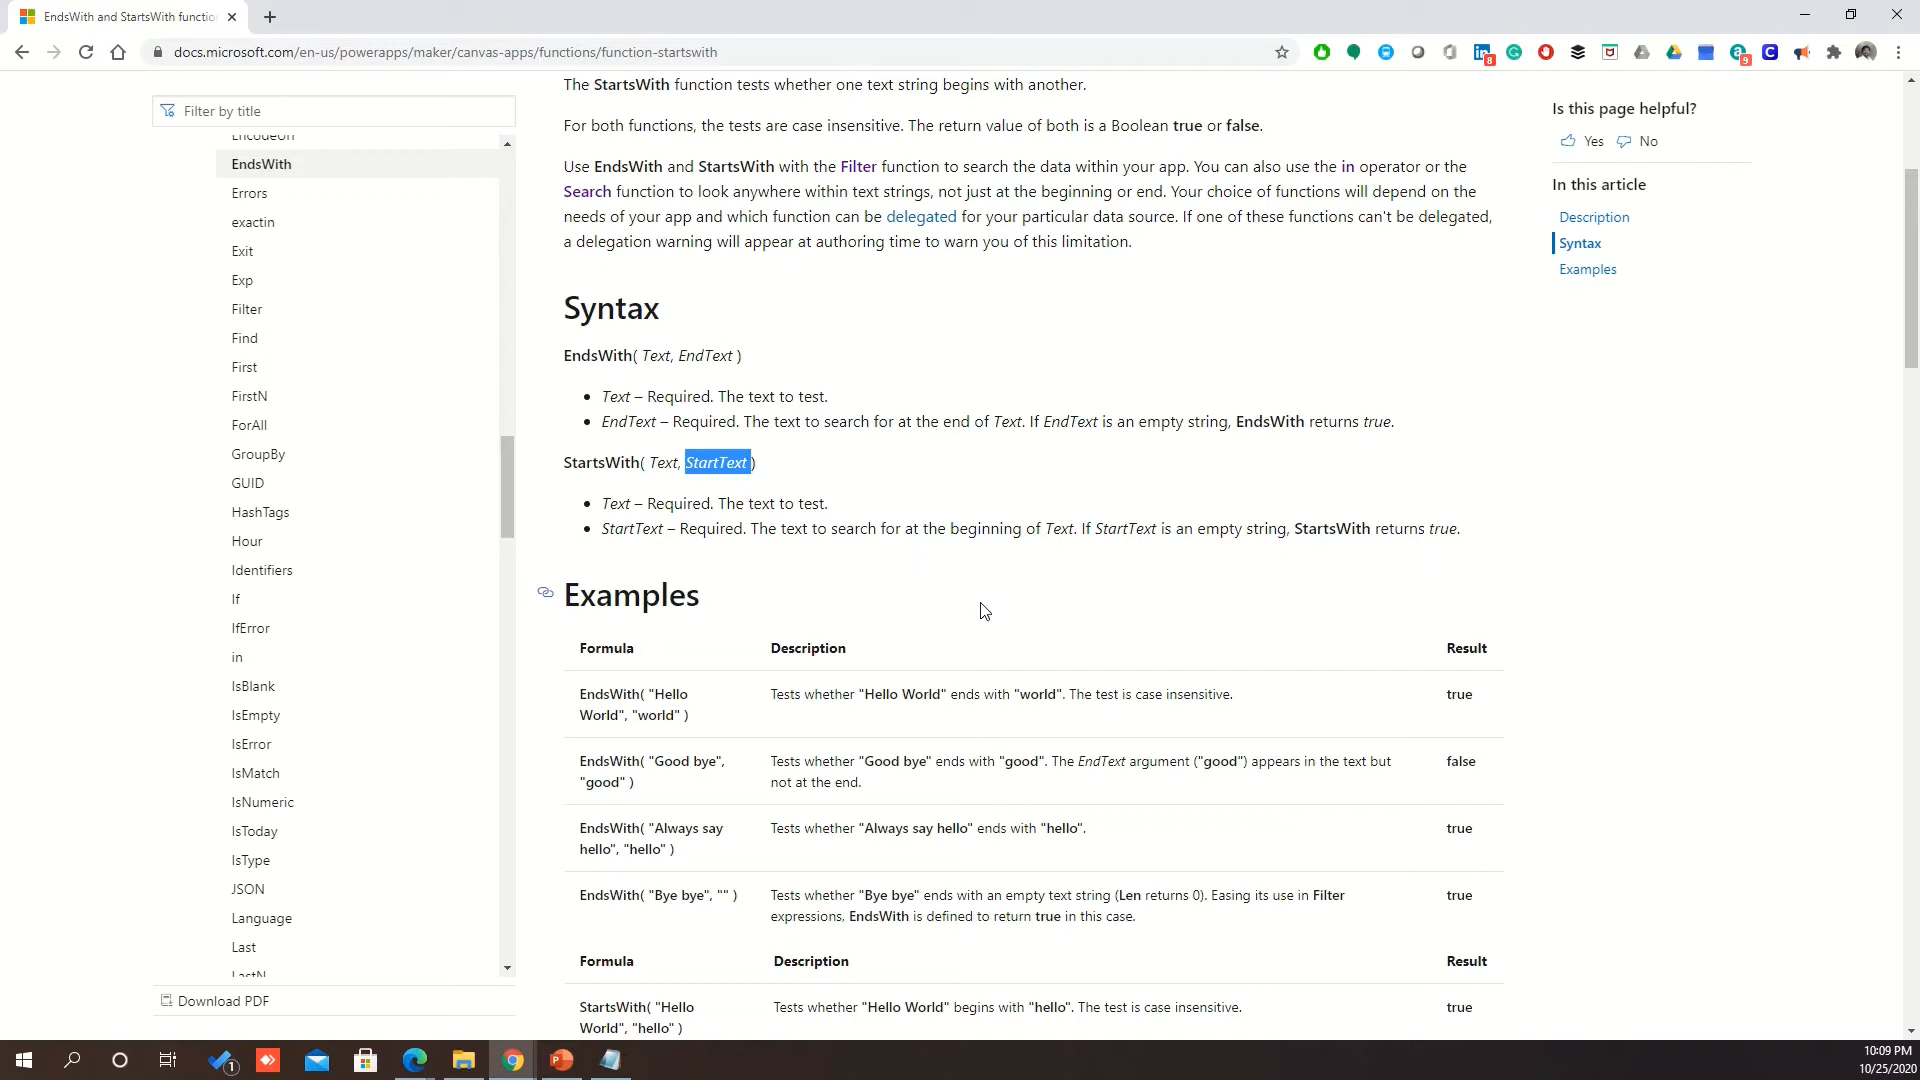 EndsWith and StartsWith functio
docs.microsoft.com/en-us/powerapps/maker/canvas-apps/functions/function-startswith
8
9
Filter by title
EncodeUrl
EndsWith
Errors
exactin
Exit
Exp
Filter
Find
First
FirstN
ForAll
GroupBy
GUID
HashTags
Hour
Identifiers
If
IfError
in
IsBlank
IsEmpty
IsError
IsMatch
IsNumeric
IsToday
IsType
JSON
Language
Last
LastN
Download PDF
The StartsWith function tests whether one text string begins with another.
For both functions, the tests are case insensitive. The return value of both is a Boolean true or false.
Use EndsWith and StartsWith with the Filter function to search the data within your app. You can also use the in operator or the
Search function to look anywhere within text strings, not just at the beginning or end. Your choice of functions will depend on the
needs of your app and which function can be delegated for your particular data source. If one of these functions can't be delegated,
a delegation warning will appear at authoring time to warn you of this limitation.
Syntax
EndsWith( Text, EndText )
• Text – Required. The text to test.
• EndText – Required. The text to search for at the end of Text. If EndText is an empty string, EndsWith returns true.
StartsWith( Text, StartText )
• Text – Required. The text to test.
• StartText – Required. The text to search for at the beginning of Text. If StartText is an empty string, StartsWith returns true.
Examples
Formula Description Result
EndsWith( "Hello Tests whether "Hello World" ends with "world". The test is case insensitive. true
World", "world" )
EndsWith( "Good bye", Tests whether "Good bye" ends with "good". The EndText argument ("good") appears in the text but false
"good" ) not at the end.
EndsWith( "Always say Tests whether "Always say hello" ends with "hello". true
hello", "hello" )
EndsWith( "Bye bye", "" ) Tests whether "Bye bye" ends with an empty text string (Len returns 0). Easing its use in Filter true
expressions, EndsWith is defined to return true in this case.
Formula Description Result
StartsWith( "Hello Tests whether "Hello World" begins with "hello". The test is case insensitive. true
World", "hello" )
Is this page helpful?
Yes No
In this article
Description
Syntax
Examples
1
10:09 PM
10/25/2020